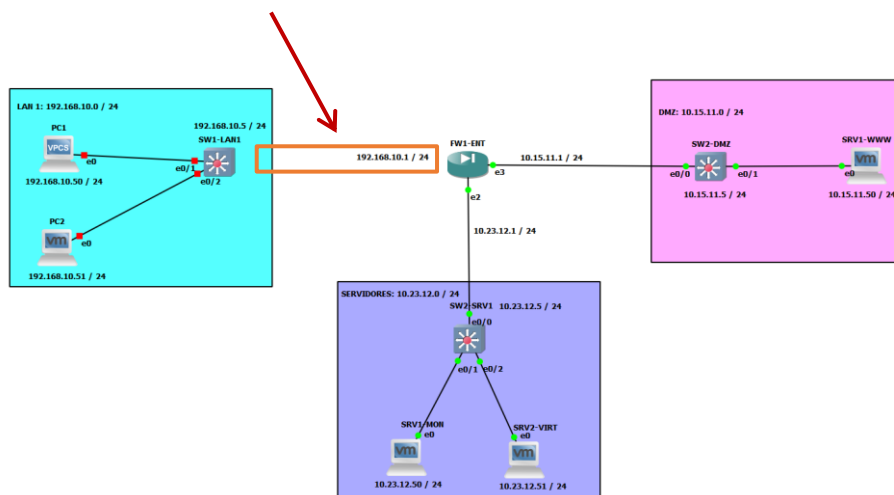 LAN 1: 192.168.10.0 / 24
PC1
VPCS
e0
192.168.10.50 / 24
192.168.10.5 / 24
SW1-LAN1
e0/1
e0/2
PC2
vm
e0
192.168.10.51 / 24
192.168.10.1 / 24
FW1-ENT
e3
e2
10.15.11.1 / 24
10.23.12.1 / 24
DMZ: 10.15.11.0 / 24
SW2-DMZ
e0/0
e0/1
10.15.11.5 / 24
SRV1-WWW
vm
e0
10.15.11.50 / 24
SERVIDORES: 10.23.12.0 / 24
SW2-SRV1
10.23.12.5 / 24
e0/0
e0/1
e0/2
SRV1-MON
e0
vm
10.23.12.50 / 24
SRV2-VIRT
e0
vm
10.23.12.51 / 24